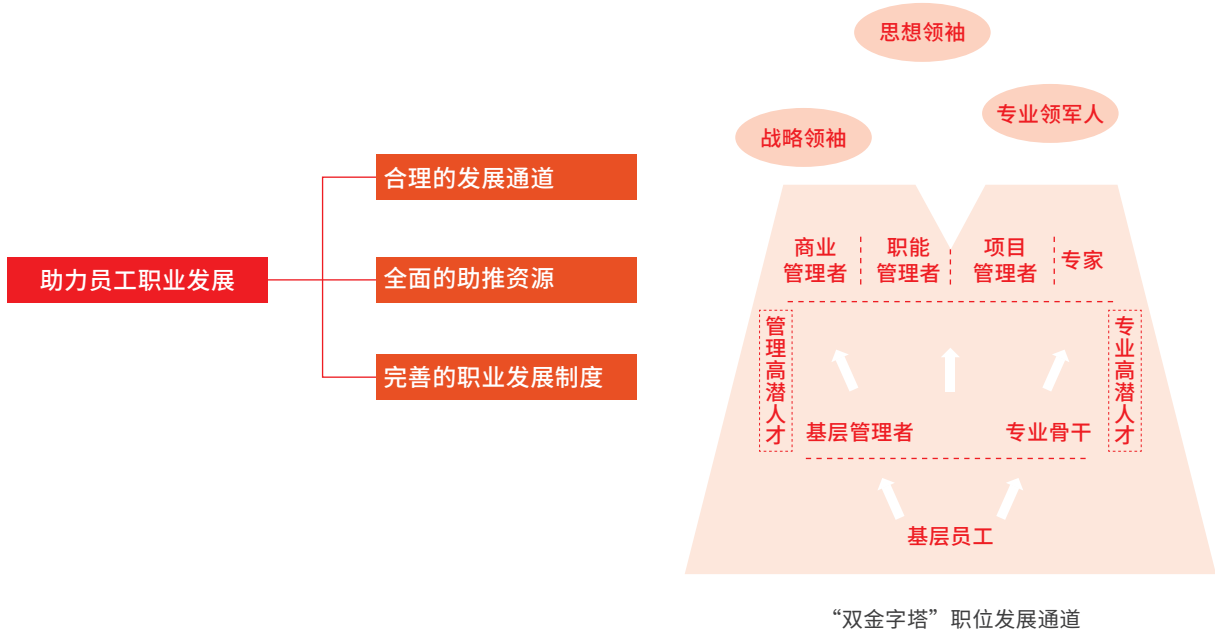 助力员工职业发展
合理的发展通道
全面的助推资源
完善的职业发展制度
思想领袖
专业领军人
战略领袖
商业
管理者
职能
管理者
项目
管理者
专家
管理高潜人才
专业高潜人才
基层管理者
专业骨干
基层员工
“双金字塔”职位发展通道